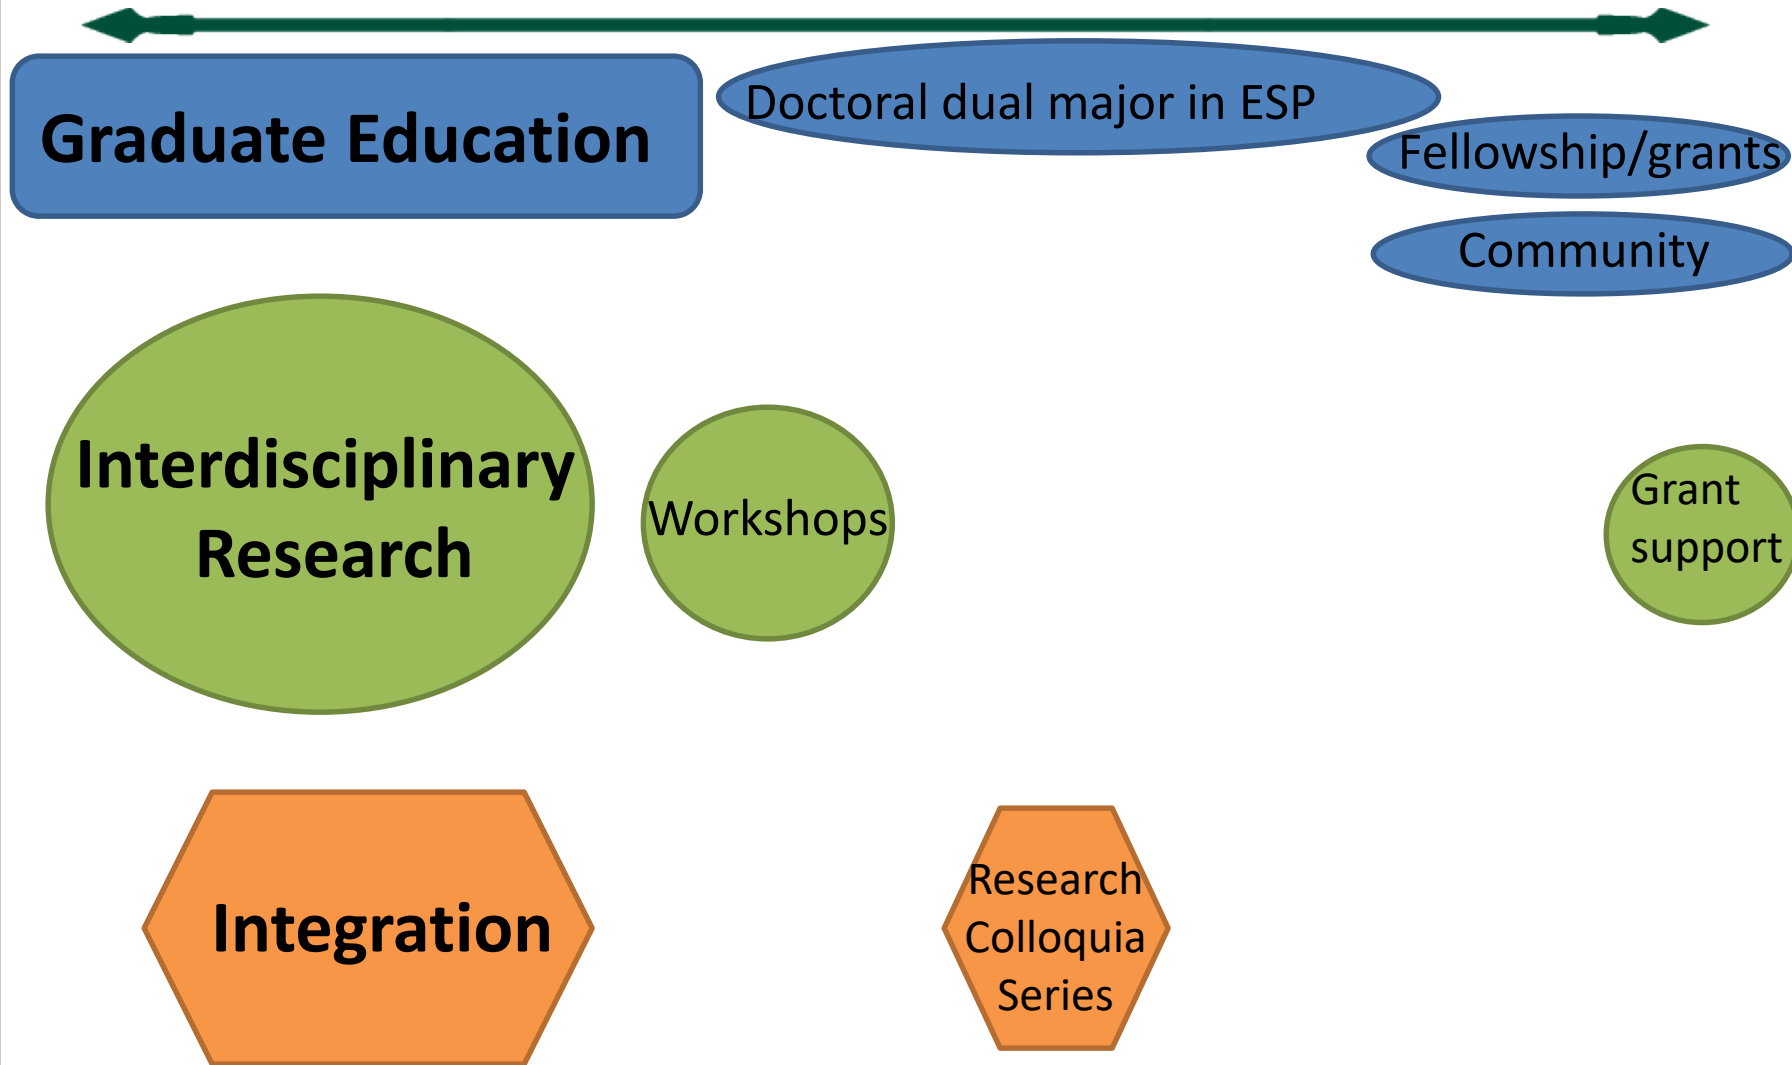 Graduate Education
Doctoral dual major in ESP
Fellowship/grants
Community
Interdisciplinary
Research
Workshops
Grant
support
Integration
Research
Colloquia
Series